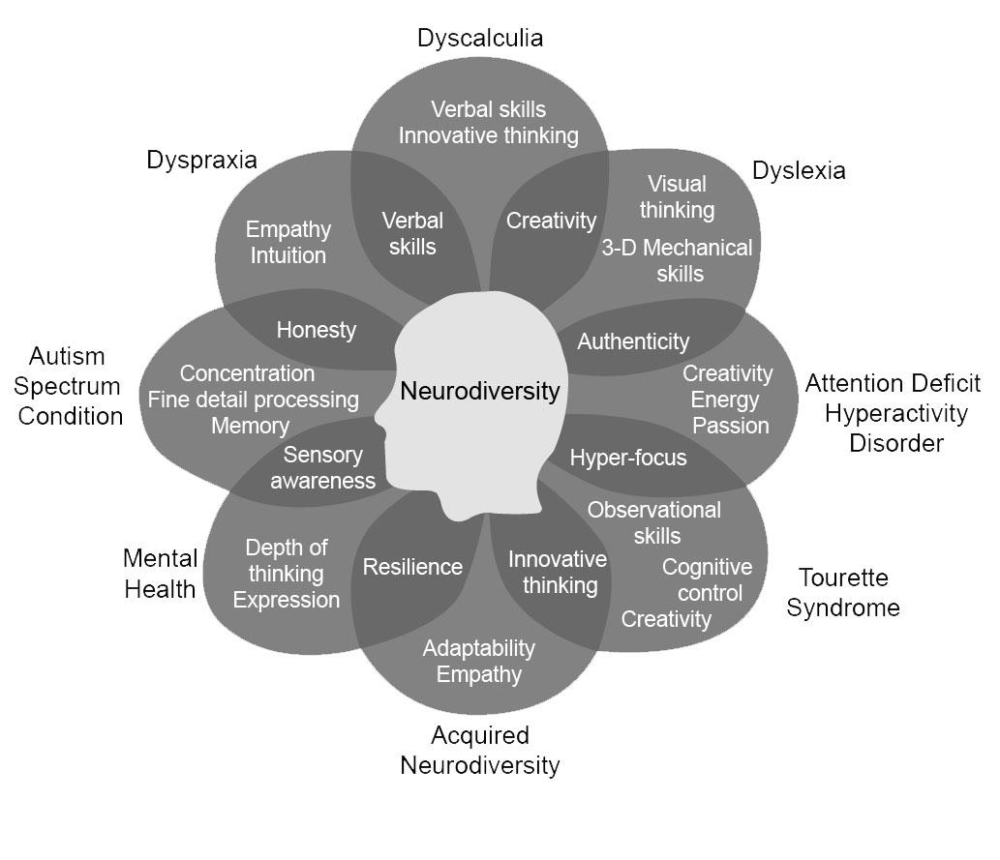 Dyscalculia
Verbal skills
Innovative thinking
Dyspraxia
Dyslexia
Visual
thinking
3-D Mechanical
skills
Empathy
Intuition
Verbal
skills
Creativity
Honesty
Authenticity
Autism
Spectrum
Condition
Concentration
Fine detail processing
Memory
Neurodiversity
Creativity
Energy
Passion
Attention Deficit
Hyperactivity
Disorder
Sensory
awareness
Hyper-focus
Mental
Health
Depth of
thinking
Expression
Resilience
Innovative
thinking
Observational
skills
Cognitive
control
Creativity
Tourette
Syndrome
Adaptability
Empathy
Acquired
Neurodiversity